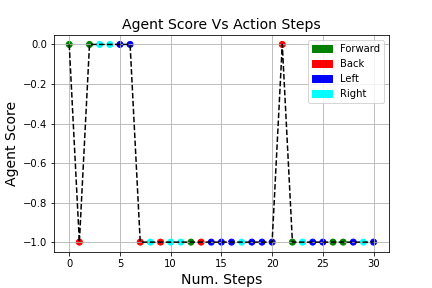 Agent Score Vs Action Steps
Agent Score
0.0
−0.2
−0.4
−0.6
−0.8
−1.0
Forward
Back
Left
Right
0 5 10 15 20 25 30
Num. Steps